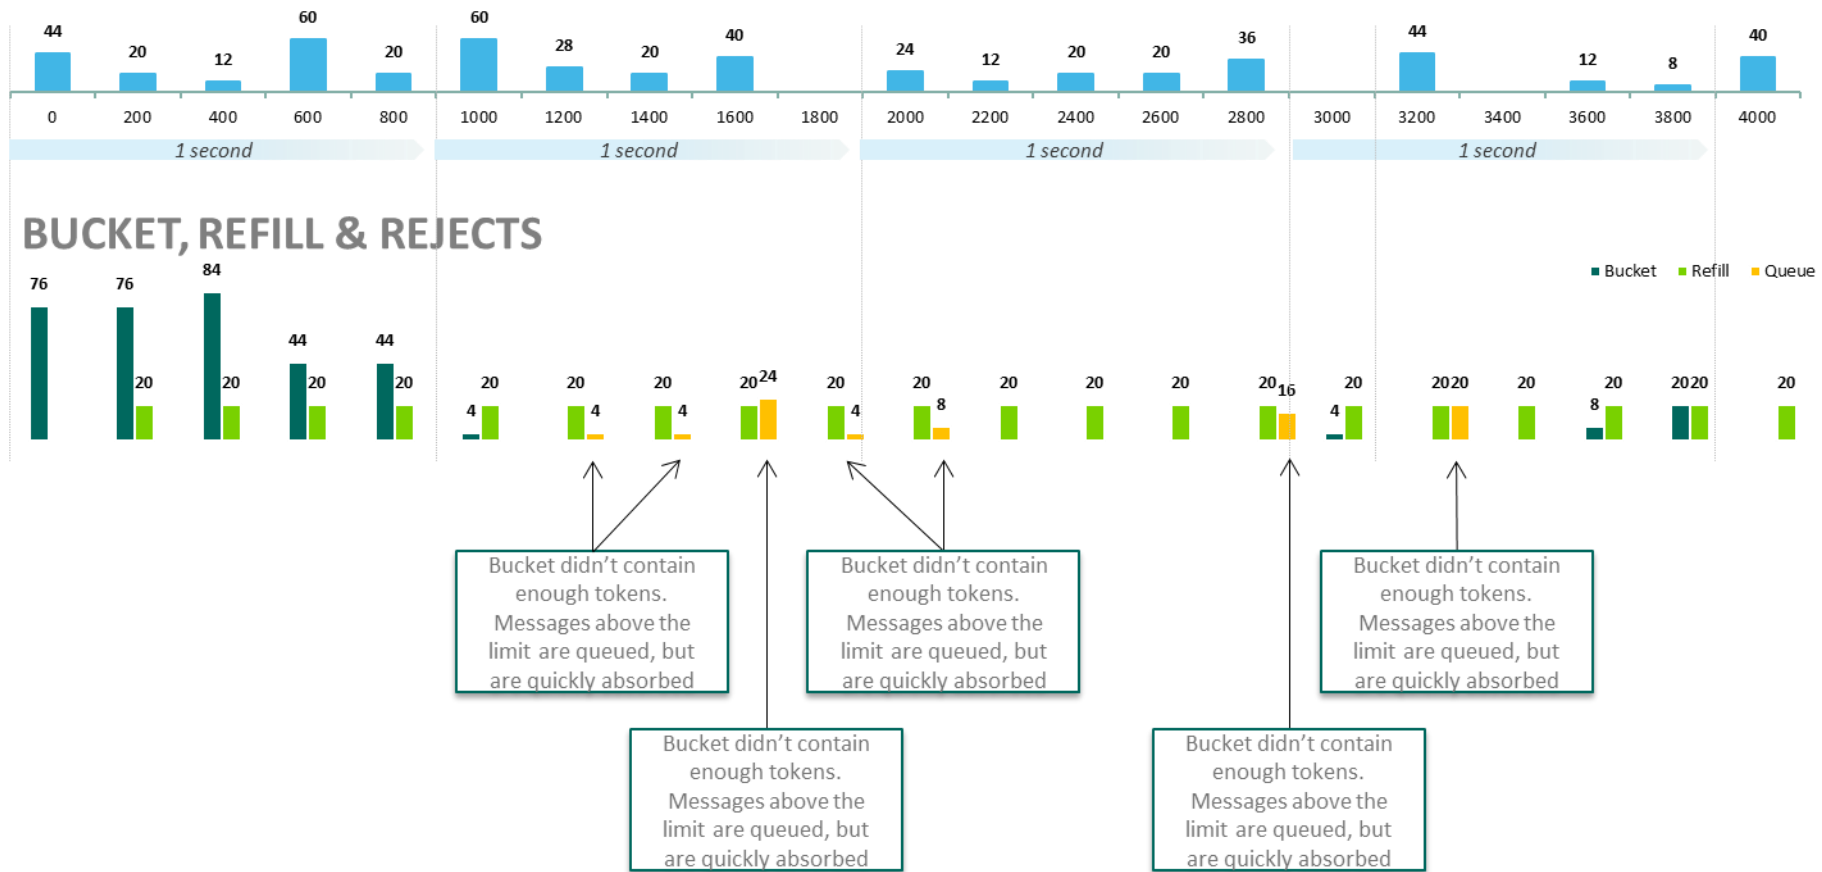 44 20 12 60 20 60 28 20 40 24 12 20 20 36 44 12 8 40
0 200 400 600 800 1000 1200 1400 1600 1800 2000 2200 2400 2600 2800 3000 3200 3400 3600 3800 4000
1 second 1 second 1 second 1 second
BUCKET, REFILL & REJECTS
Bucket Refill Queue
76 76 20 84 20 44 20 44 20 4 20 20 4 20 4 20 24 20 4 20 8 20 20 20 20 16 4 20 20 20 20 8 20 20 20 20
Bucket didn't contain
enough tokens.
Messages above the
limit are queued, but
are quickly absorbed
Bucket didn't contain
enough tokens.
Messages above the
limit are queued, but
are quickly absorbed
Bucket didn't contain
enough tokens.
Messages above the
limit are queued, but
are quickly absorbed
Bucket didn't contain
enough tokens.
Messages above the
limit are queued, but
are quickly absorbed
Bucket didn't contain
enough tokens.
Messages above the
limit are queued, but
are quickly absorbed